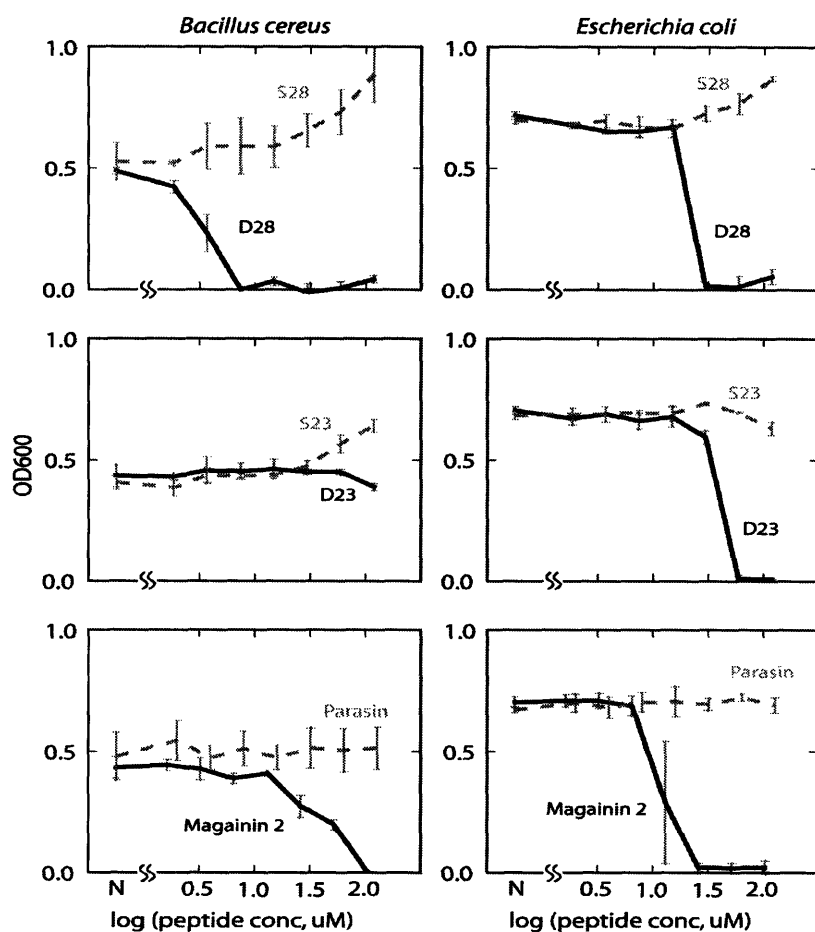 Bacillus cereus
Escherichia coli
1.0
S28
0.5
D28
0.0
S28
D28
1.0
0.5
0.0
1.0
S23
0.5
D23
0.0
1.0
S23
0.5
D23
0.0
OD600
1.0
Parasin
0.5
Magainin 2
0.0
N 0.5 1.0 1.5 2.0
log (peptide conc, uM)
1.0
Parasin
0.5
Magainin 2
0.0
N 0.5 1.0 1.5 2.0
log (peptide conc, uM)